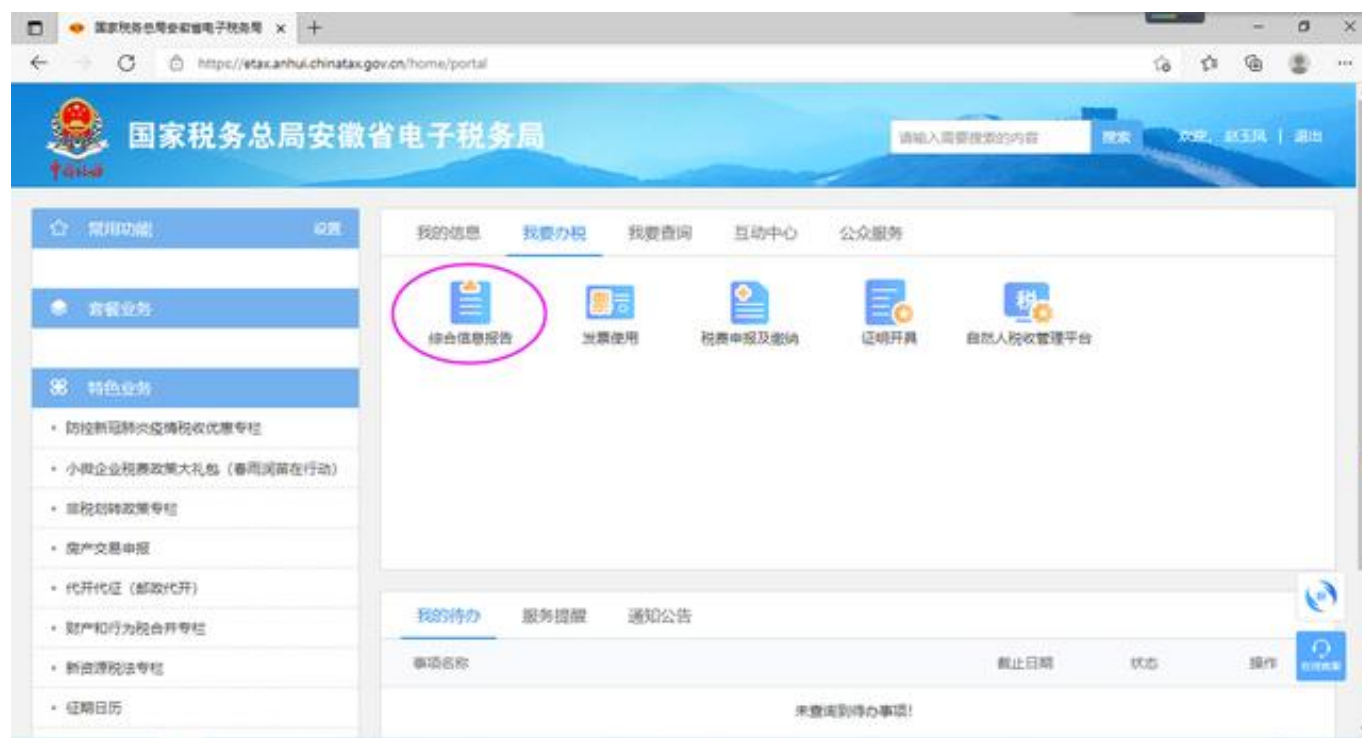 国家税务总局安徽省电子税务局
https://etax.anhui.chinatax.gov.cn/home/portal
国家税务总局安徽省电子税务局
请输入需要搜索的内容 搜索 欢迎, 赵玉凤 | 退出
常用功能 设置
我的信息 我要办税 我要查询 互动中心 公众服务
套餐业务
综合信息报告 发票使用 税费申报及缴纳 证明开具 自然人税收管理平台
特色业务
防控新冠肺炎疫情税收优惠专栏
小微企业税费政策大礼包（春雨润苗在行动）
非税划转政策专栏
房产交易申报
代开代征（邮政代开）
财产和行为税合并专栏
新资源税法专栏
征期日历
我的待办 服务提醒 通知公告
事项名称 截止日期 状态 操作
未查询到待办事项!